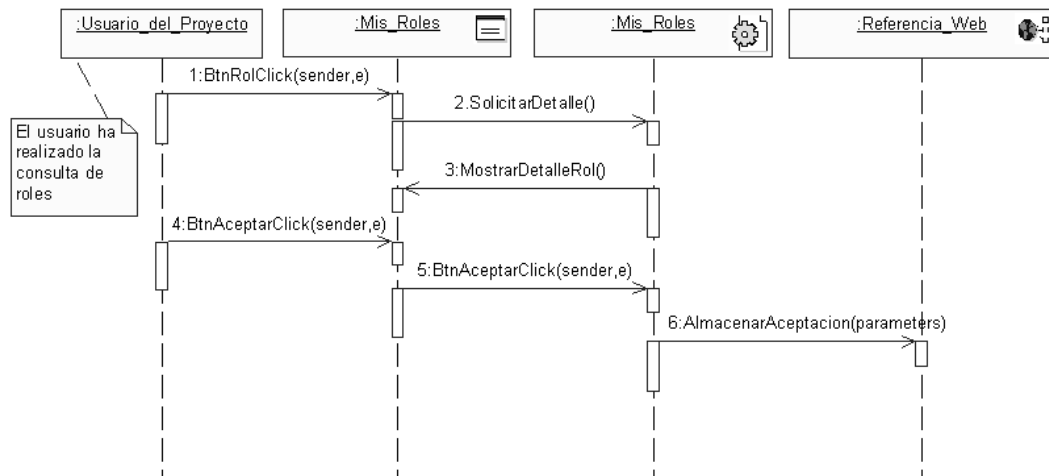 :Usuario_del_Proyecto
:Mis_Roles
:Mis_Roles
:Referencia_Web
1:BtnRolClick(sender,e)
2.SolicitarDetalle()
El usuario ha
realizado la
consulta de
roles
3:MostrarDetalleRol()
4:BtnAceptarClick(sender,e)
5:BtnAceptarClick(sender,e)
6:AlmacenarAceptacion(parameters)